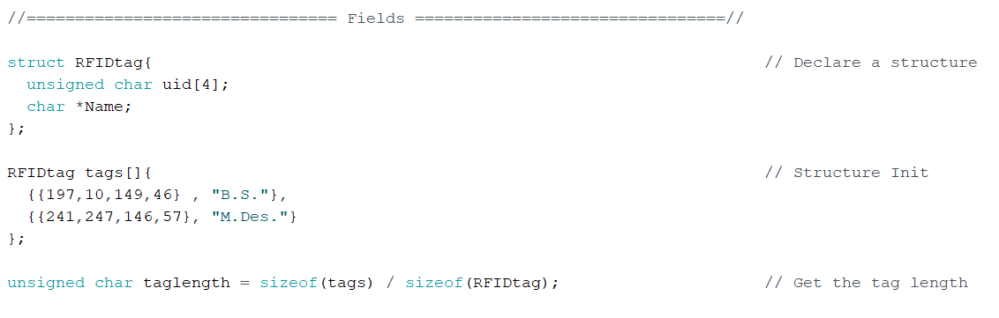 //================================ Fields ================================//
struct RFIDtag{ // Declare a structure
  unsigned char uid[4];
  char *Name;
};
RFIDtag tags[]{ // Structure Init
  {{197,10,149,46} , "B.S."},
  {{241,247,146,57}, "M.Des."}
};
unsigned char taglength = sizeof(tags) / sizeof(RFIDtag); // Get the tag length